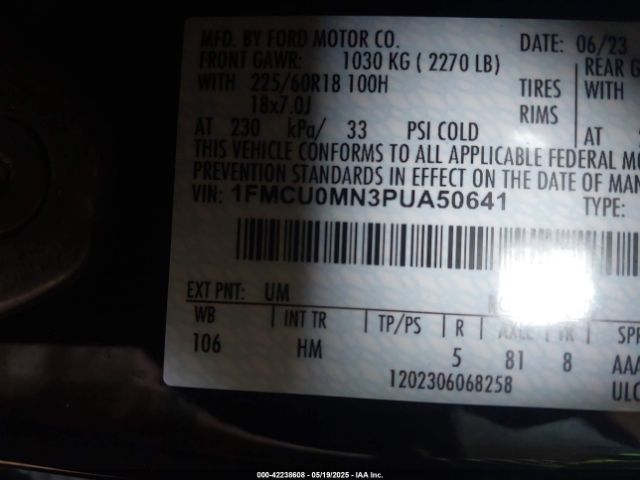 MFD. BY FORD MOTOR CO. DATE: 06/23
FRONT GAWR: 1030 KG ( 2270 LB) REAR G
WITH 225/60R18 100H TIRES WITH
18x7.0J RIMS
AT 230 kPa/ 33 PSI COLD AT
THIS VEHICLE CONFORMS TO ALL APPLICABLE FEDERAL MO
PREVENTION STANDARDS IN EFFECT ON THE DATE OF MAN
VIN: 1FMCU0MN3PUA50641 TYPE:
EXT PNT: UM
WB INT TR TP/PS R AXLE TR SPR
106 HM 5 81 8 AAA
1202306068258 ULC
000-42238608 - 05/19/2025 - IAA Inc.